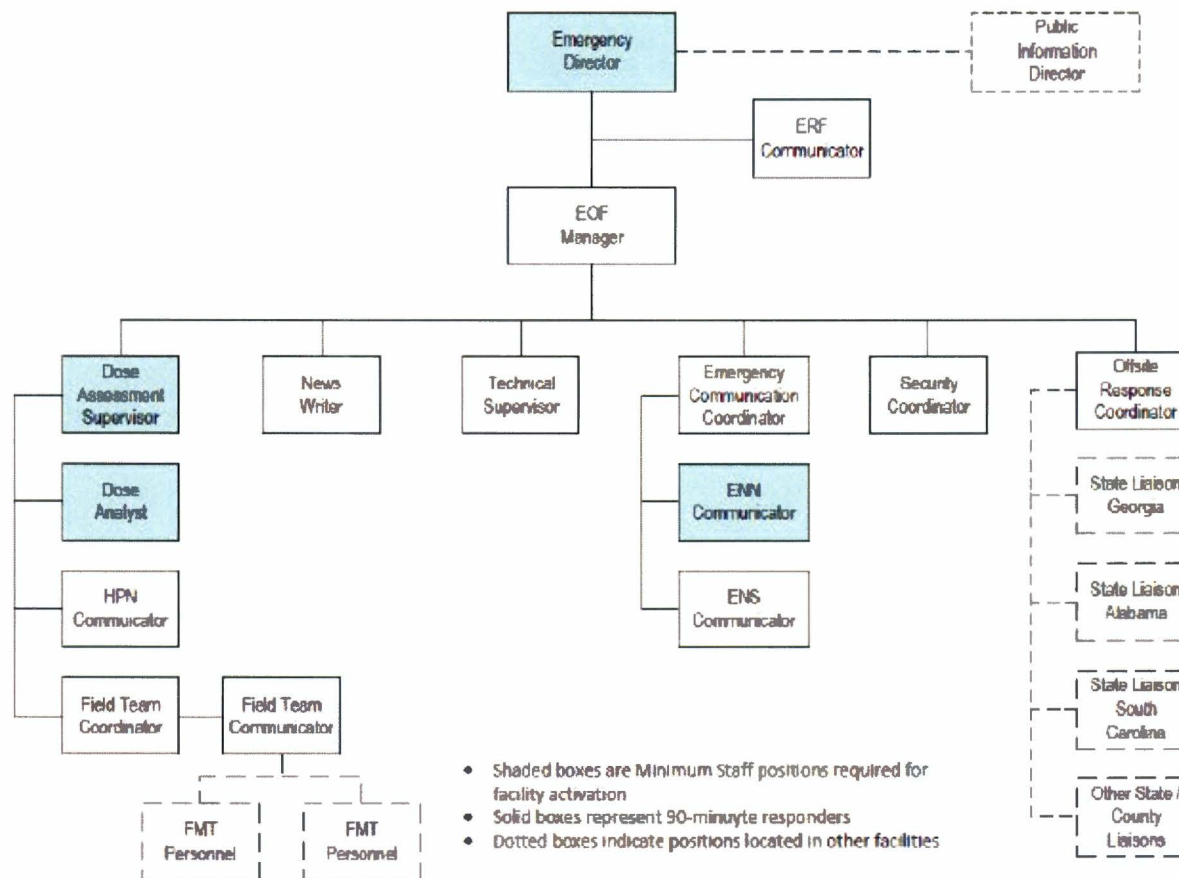 Emergency
Director
Public
Information
Director
ERF
Communicator
EOF
Manager
Dose
Assessment
Supervisor
News
Writer
Technical
Supervisor
Emergency
Communication
Coordinator
Security
Coordinator
Offsite
Response
Coordinator
Dose
Analyst
ENN
Communicator
State Liaison
Georgia
HPN
Commuicator
ENS
Communicator
State Liaison
Alabama
Field Team
Coordinator
Field Team
Communicator
State Liaison
South
Carolina
FMT
Personnel
FMT
Personnel
• Shaded boxes are Minimum Staff positions required for
facility activation
• Solid boxes represent 90-minuyte responders
• Dotted boxes indicate positions located in other facilities
Other State /
County
Liaisons